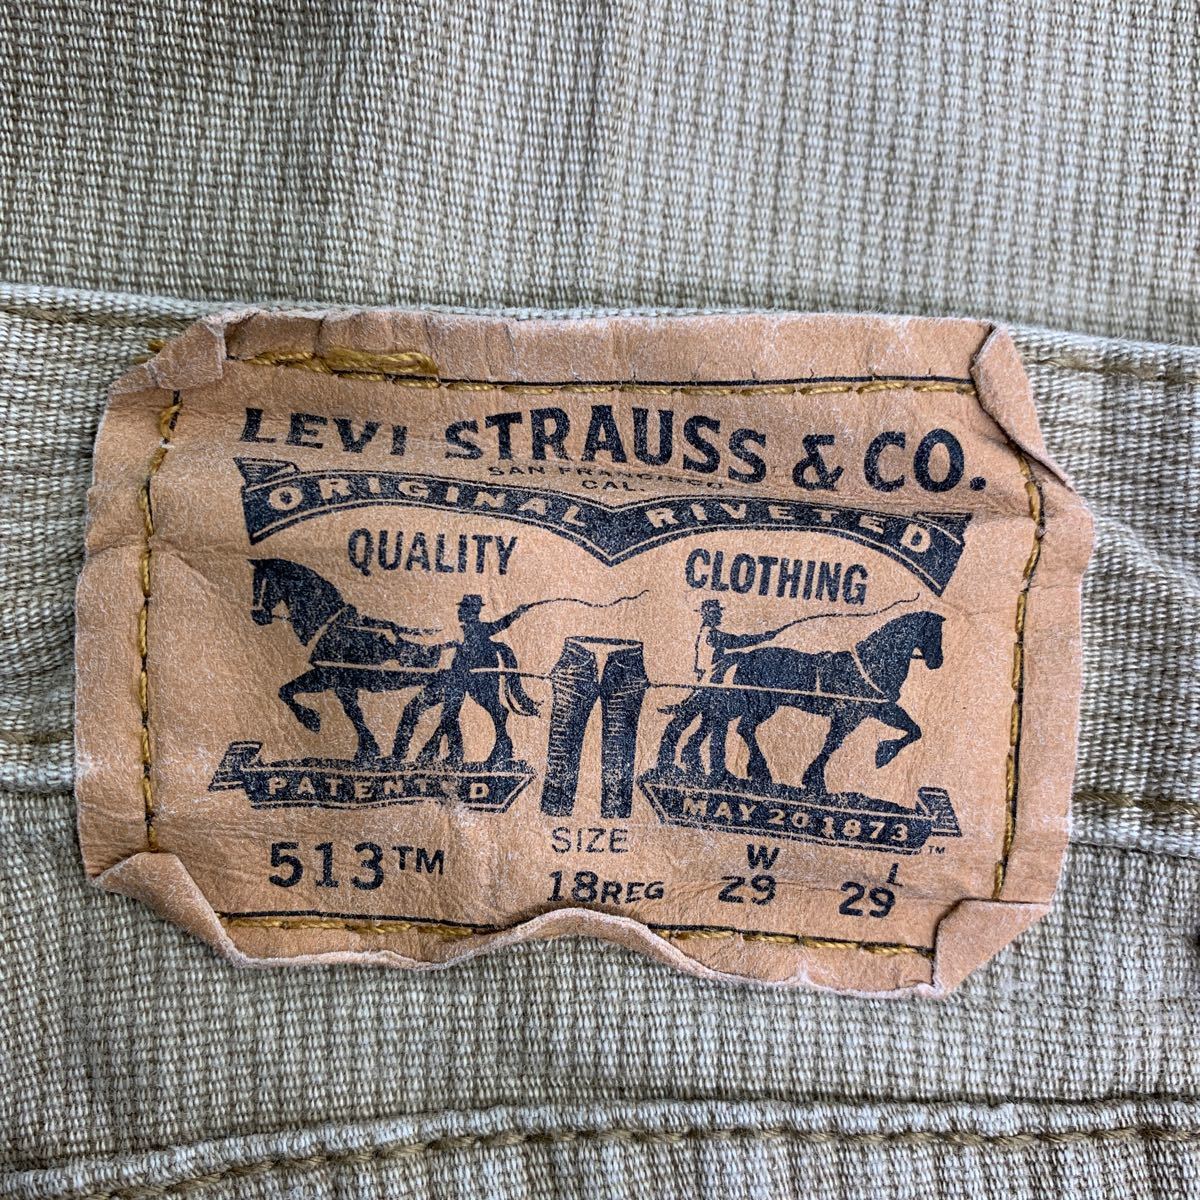 LEVI STRAUSS & CO.
SAN FRANCISCO
CAL.
ORIGINAL RIVETED
QUALITY CLOTHING
PATENTED
MAY 20 1873 ™
513™
SIZE
18REG
W
29
L
29